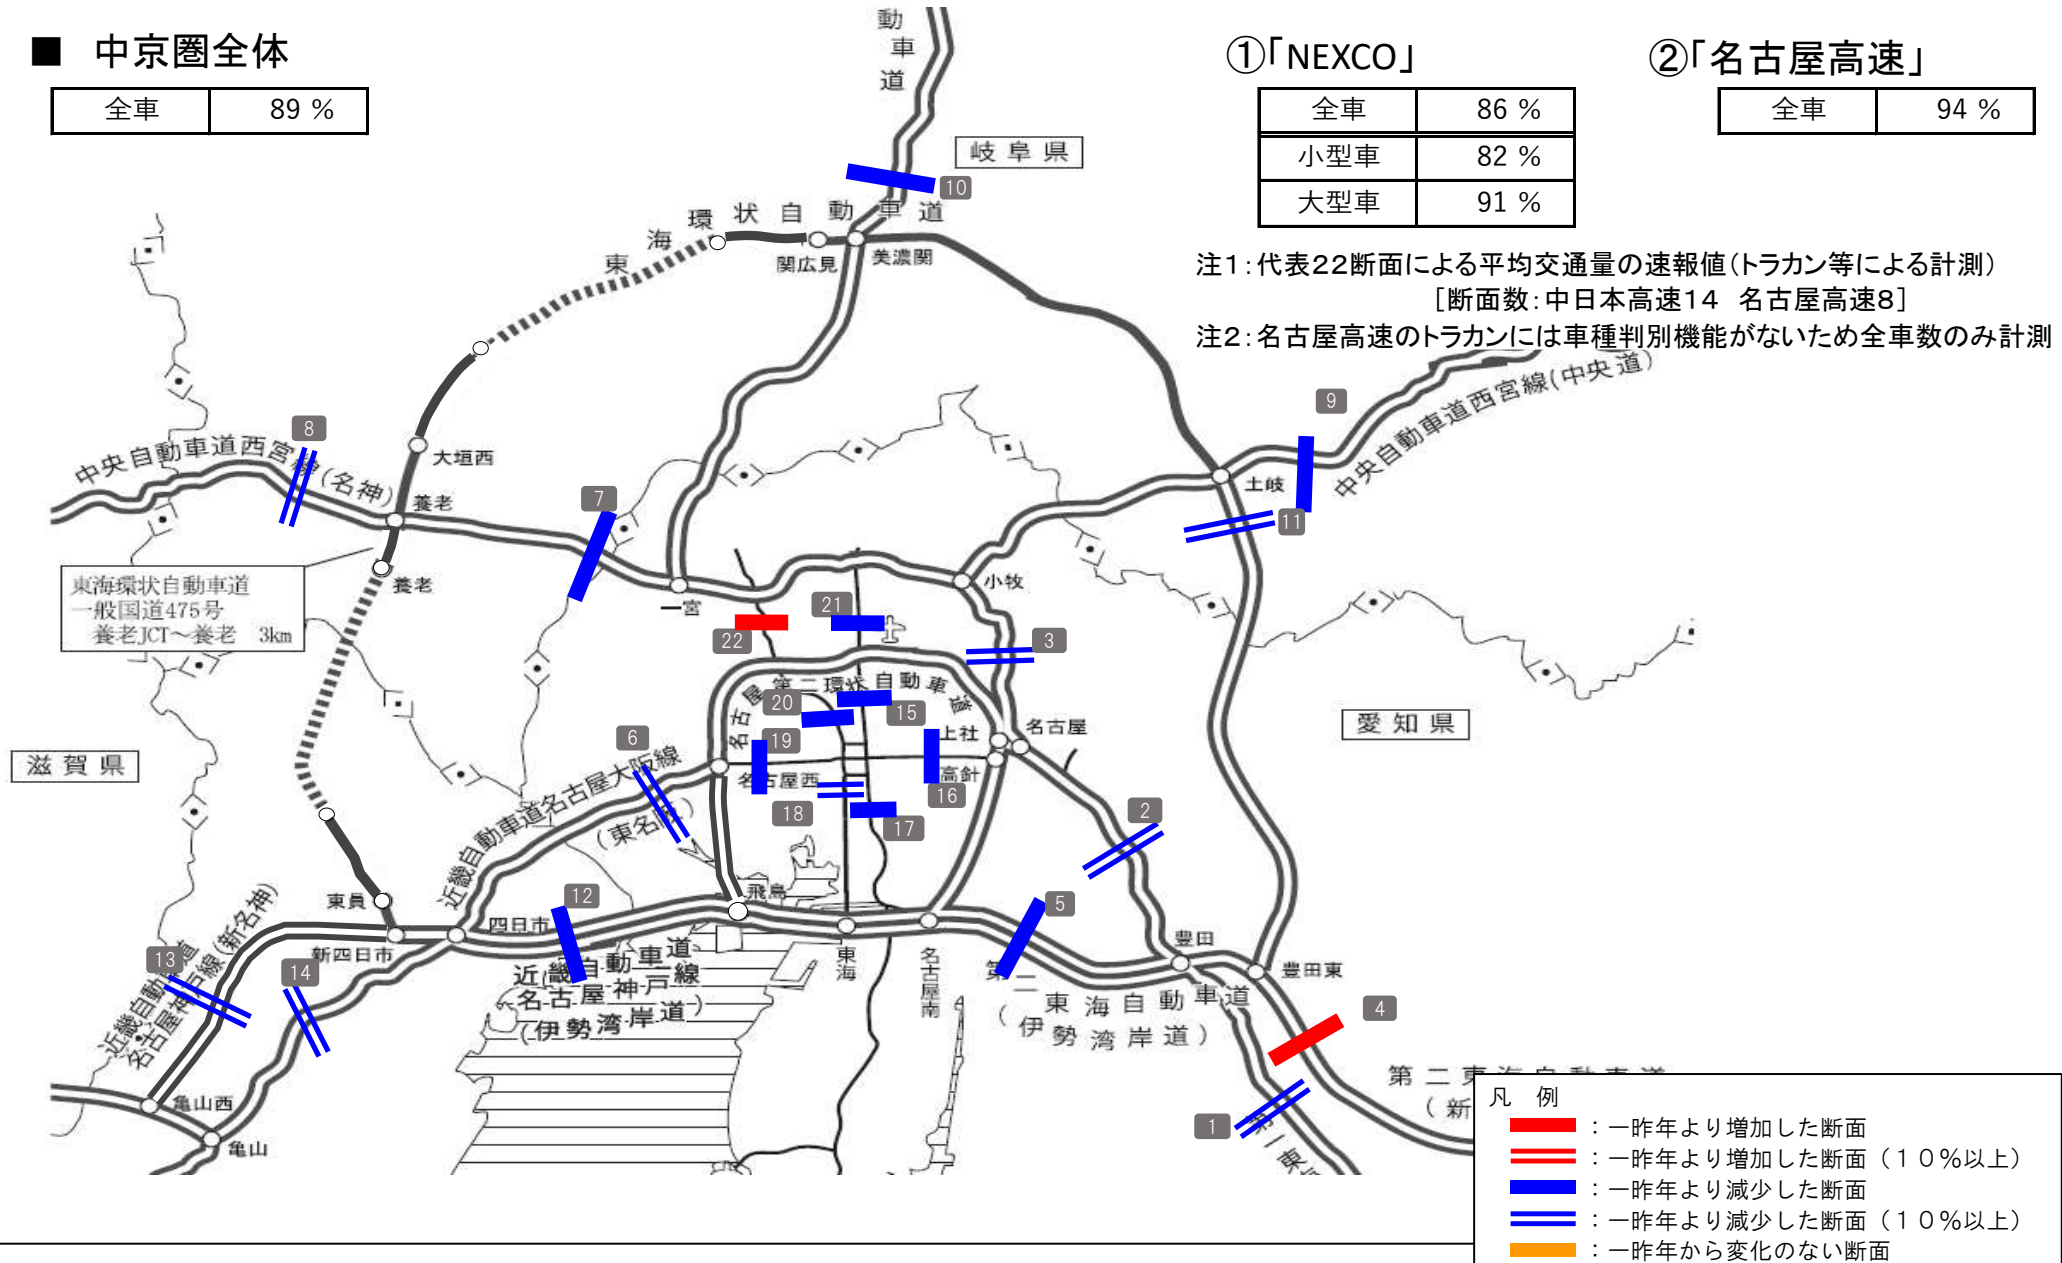 ■ 中京圏全体
全車 89 %
①「NEXCO」
全車 86 %
小型車 82 %
大型車 91 %
②「名古屋高速」
全車 94 %
注1:代表22断面による平均交通量の速報値(トラカン等による計測)
[断面数:中日本高速14 名古屋高速8]
注2:名古屋高速のトラカンには車種判別機能がないため全車数のみ計測
動車道
岐阜県
10
東海環状自動車道
関広見
美濃関
9
中央自動車道西宮線(中央道)
8
中央自動車道西宮線(名神)
大垣西
養老
7
土岐
11
養老
東海環状自動車道
一般国道475号
養老JCT~養老 3km
一宮
小牧
21
22
3
名古屋第二環状自動車道
20
15
上社
名古屋
愛知県
滋賀県
6
19
名古屋西
高針
16
18
17
2
近畿自動車道名古屋大阪線
(東名阪)
飛島
東員
12
5
四日市
新四日市
豊田
豊田東
13
14
近畿自動車道
名古屋神戸線(新名神)
近畿自動車道
名古屋神戸線
(伊勢湾岸道)
東海
名古屋南
第二東海自動車道
(伊勢湾岸道)
4
第二東海自動車道
(新
1
第一東
亀山西
亀山
凡 例
:一昨年より増加した断面
:一昨年より増加した断面(10%以上)
:一昨年より減少した断面
:一昨年より減少した断面(10%以上)
:一昨年から変化のない断面